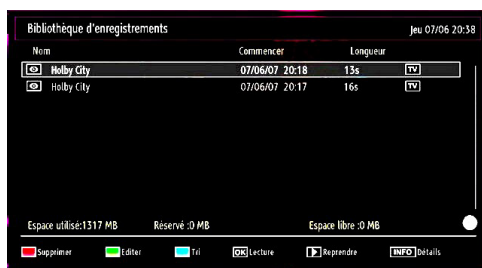 Bibliothèque d'enregistrements Jeu 07/06 20:38
Nom Commencer Longueur
Holby City 07/06/07 20:18 13s TV
Holby City 07/06/07 20:17 16s TV
Espace utilisé:1317 MB Réservé :0 MB Espace libre :0 MB
Supprimer Editer Tri OK Lecture Reprendre INFO Détails